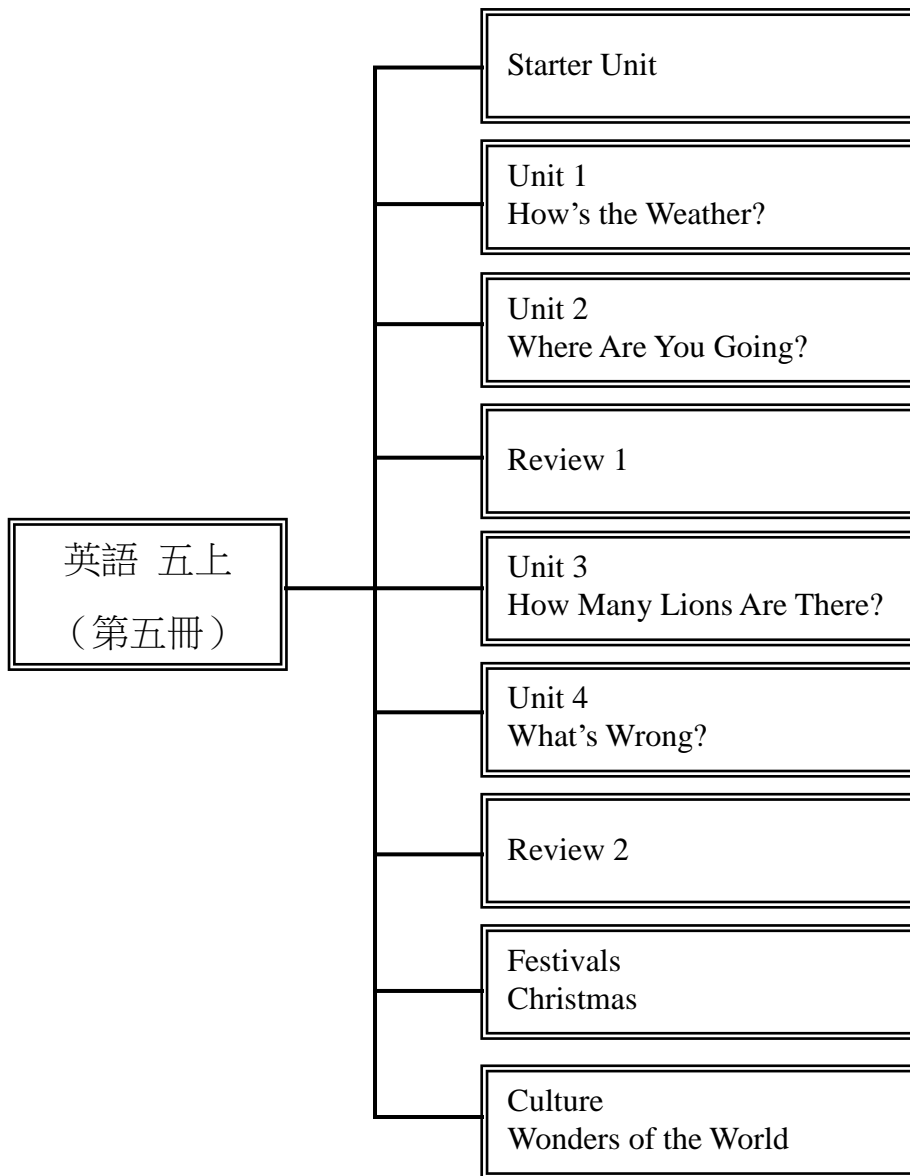 Starter Unit
Unit 1
How's the Weather?
Unit 2
Where Are You Going?
Review 1
英語 五上
（第五冊）
Unit 3
How Many Lions Are There?
Unit 4
What's Wrong?
Review 2
Festivals
Christmas
Culture
Wonders of the World